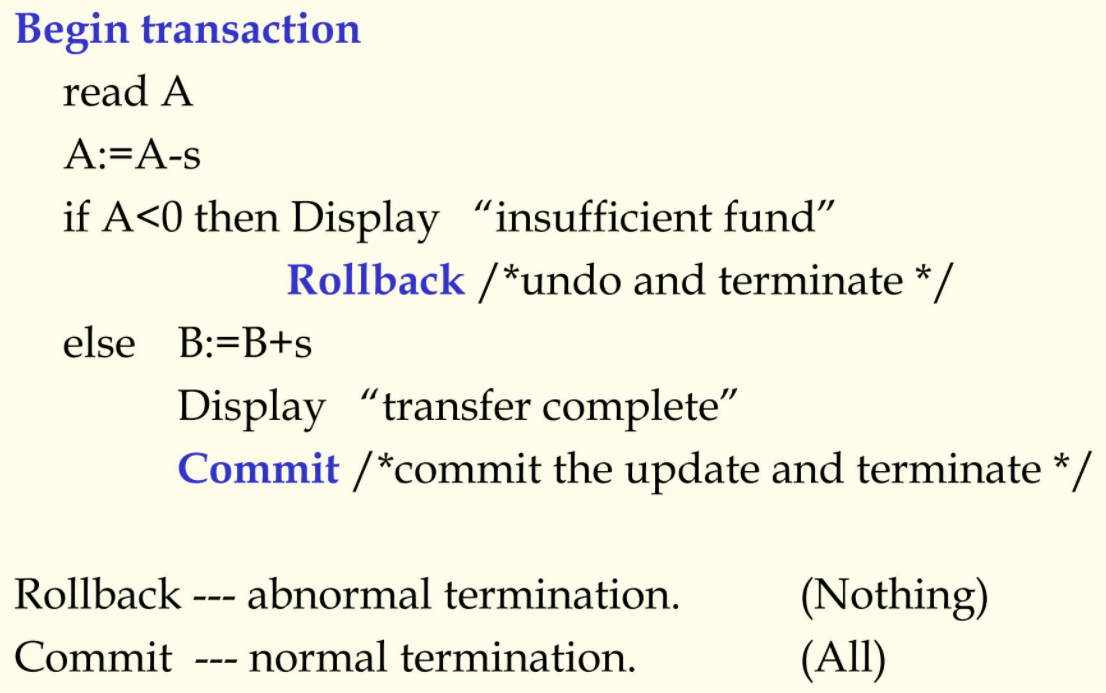 Begin transaction
read A
A:=A-s
if A<0 then Display “insufficient fund”
Rollback /*undo and terminate */
else B:=B+s
Display “transfer complete”
Commit /*commit the update and terminate */
Rollback --- abnormal termination. (Nothing)
Commit --- normal termination. (All)